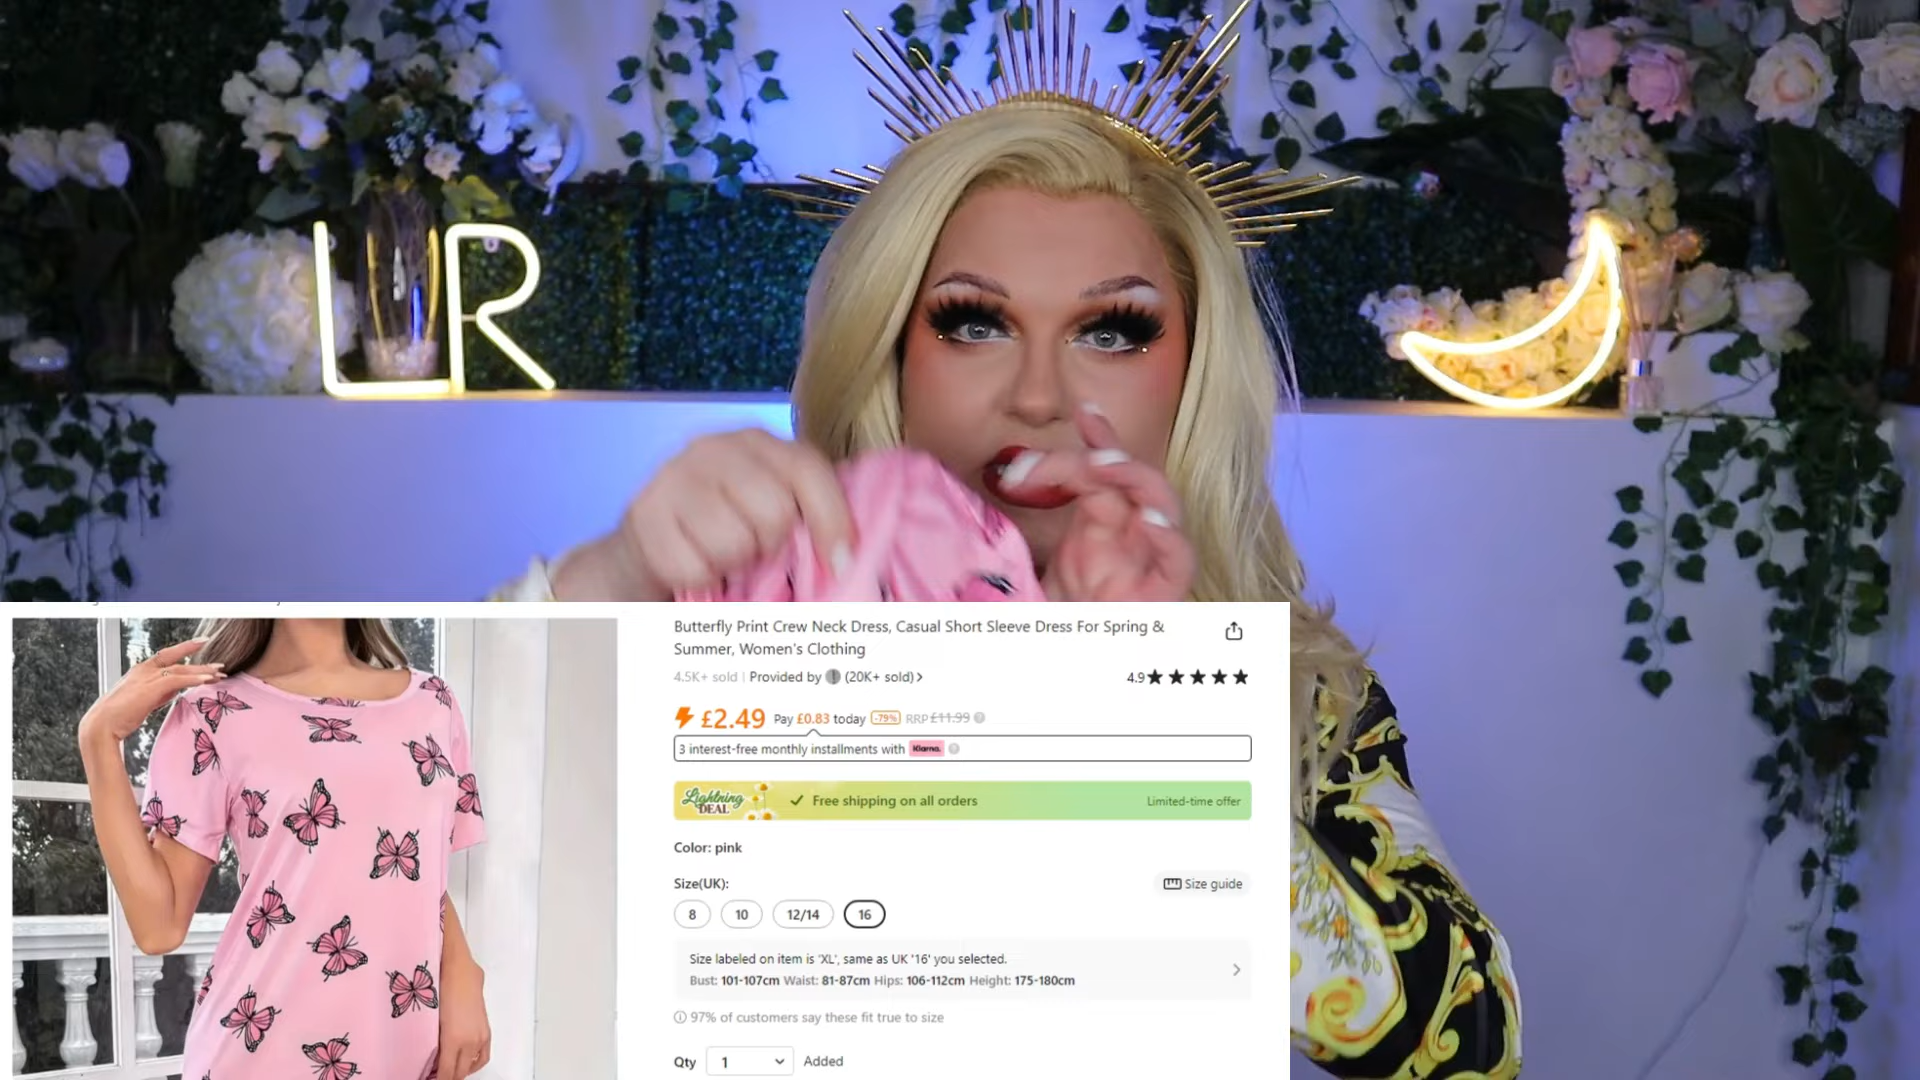 LR
Butterfly Print Crew Neck Dress, Casual Short Sleeve Dress For Spring &
Summer, Women's Clothing
4.5K+ sold | Provided by (20K+ sold) >
4.9 ★★★★★
£2.49 Pay £0.83 today -79% RRP £11.99
3 interest-free monthly installments with Klarna.
Lightning DEAL ✓ Free shipping on all orders Limited-time offer
Color: pink
Size(UK): Size guide
8 10 12/14 16
Size labeled on item is 'XL', same as UK '16' you selected.
Bust: 101-107cm Waist: 81-87cm Hips: 106-112cm Height: 175-180cm
97% of customers say these fit true to size
Qty 1 Added